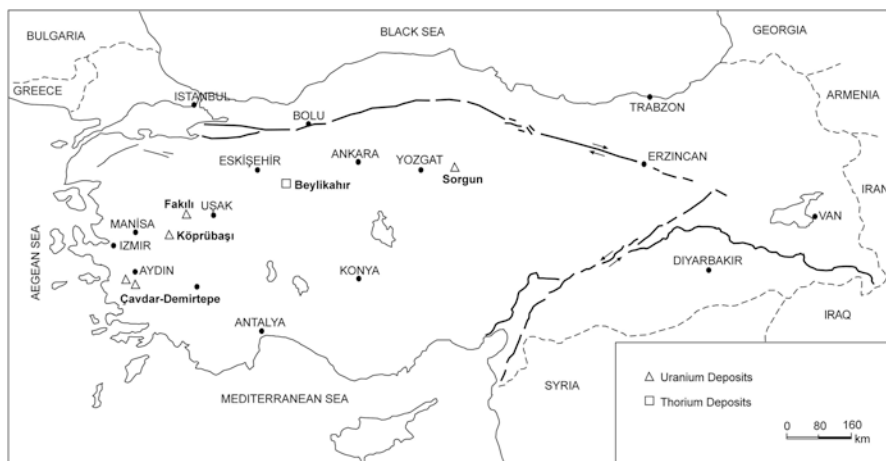 BLACK SEA
BULGARIA
GEORGIA
GREECE
ISTANBUL
TRABZON
ARMENIA
BOLU
ESKİŞEHİR
ANKARA
YOZGAT
Sorgun
ERZINCAN
Beylikahır
IRAN
Fakılı
UŞAK
VAN
MANİSA
Köprübaşı
IZMIR
AEGEAN SEA
AYDIN
KONYA
DIYARBAKIR
Çavdar-Demirtepe
ANTALYA
IRAQ
SYRIA
MEDITERRANEAN SEA
Uranium Deposits
Thorium Deposits
0 80 160
km